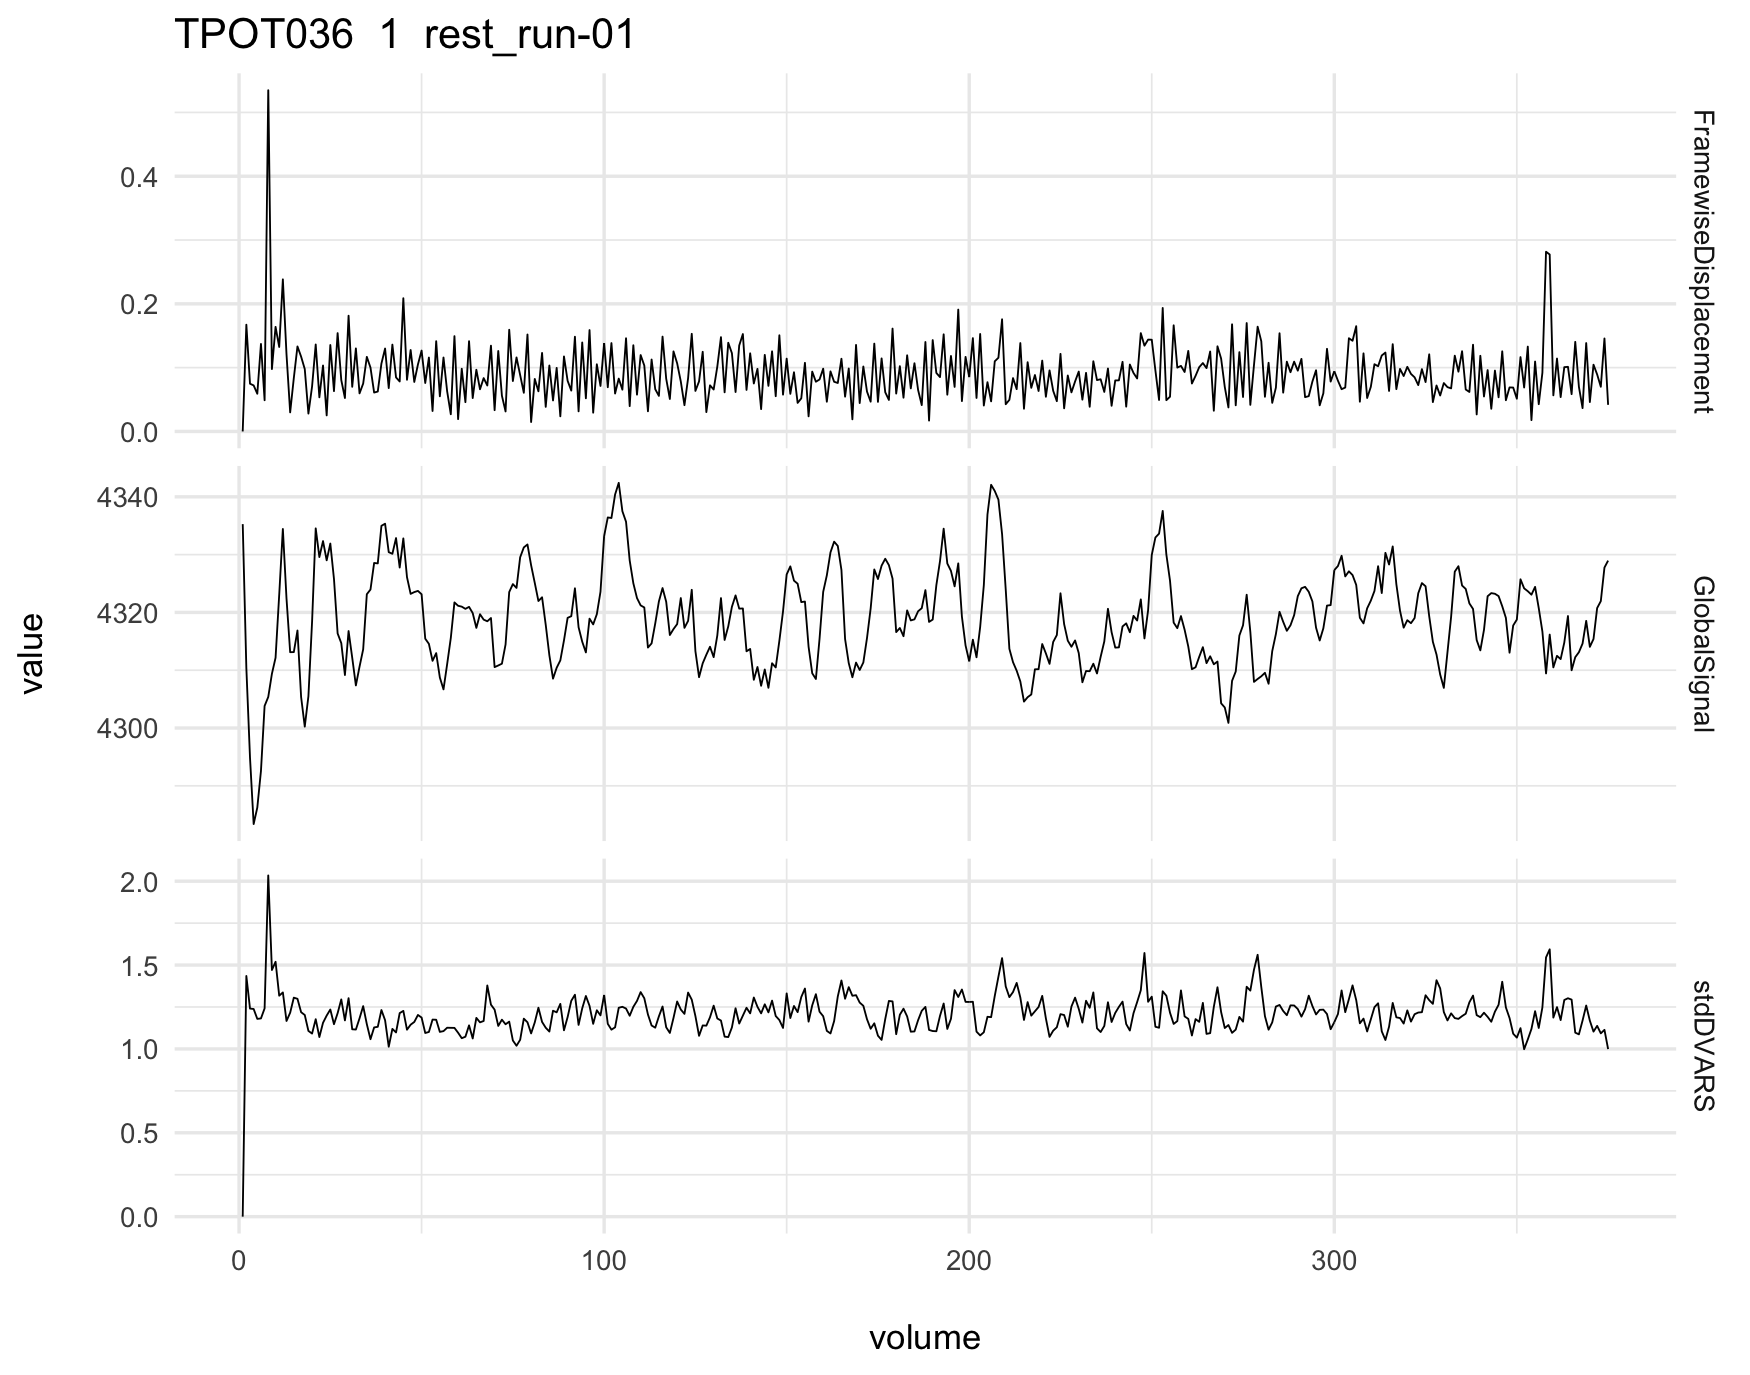 TPOT036 1 rest_run-01
0.4
0.2
0.0
FramewiseDisplacement
4340
4320
4300
GlobalSignal
value
2.0
1.5
1.0
0.5
0.0
stdDVARS
0 100 200 300
volume